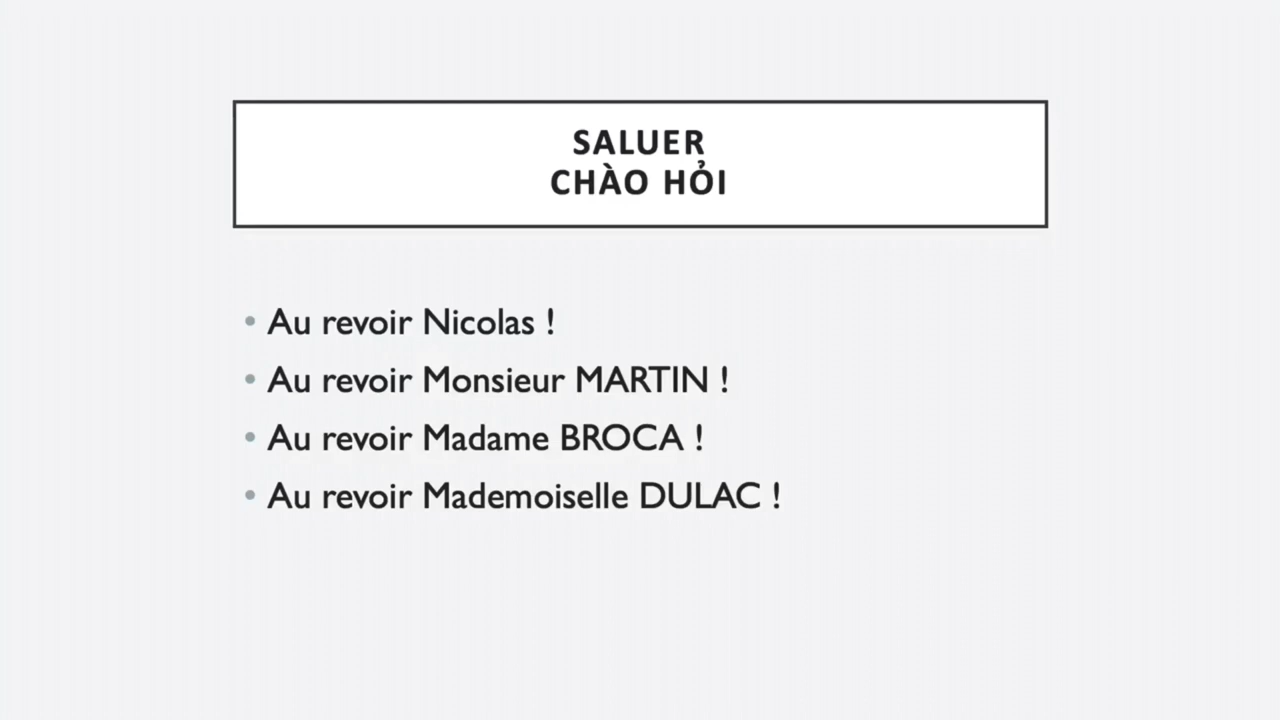 SALUER
CHÀO HỎI
• Au revoir Nicolas !
• Au revoir Monsieur MARTIN !
• Au revoir Madame BROCA !
• Au revoir Mademoiselle DULAC !